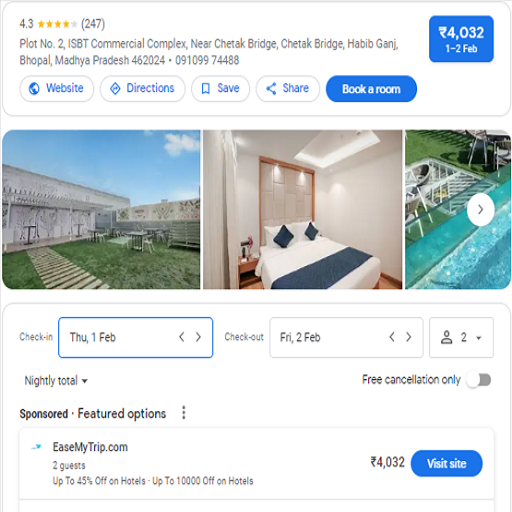 4.3 ★★★★★ (247)
₹4,032
1–2 Feb
Plot No. 2, ISBT Commercial Complex, Near Chetak Bridge, Chetak Bridge, Habib Ganj,
Bhopal, Madhya Pradesh 462024 • 091099 74488
Website
Directions
Save
Share
Book a room
Check-in
Thu, 1 Feb
Check-out
Fri, 2 Feb
2
Nightly total
Free cancellation only
Sponsored · Featured options
EaseMyTrip.com
2 guests
Up To 45% Off on Hotels · Up To 10000 Off on Hotels
₹4,032
Visit site